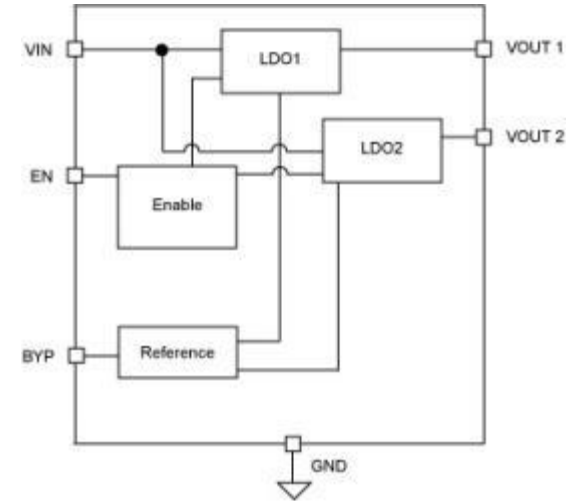 VIN
LDO1
VOUT 1
VOUT 2
LDO2
EN
Enable
BYP
Reference
GND